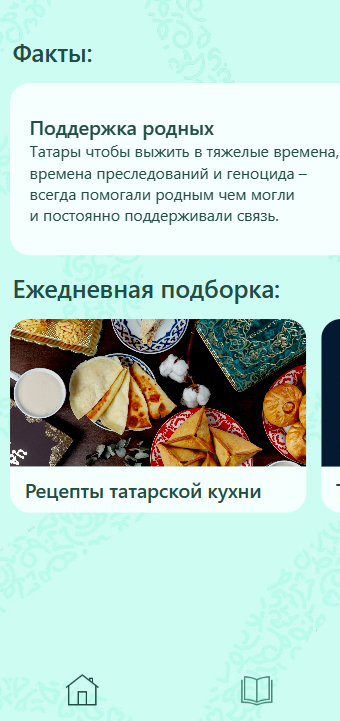 Факты:
Поддержка родных
Татары чтобы выжить в тяжелые времена,
времена преследований и геноцида –
всегда помогали родным чем могли
и постоянно поддерживали связь.
Ежедневная подборка:
Рецепты татарской кухни